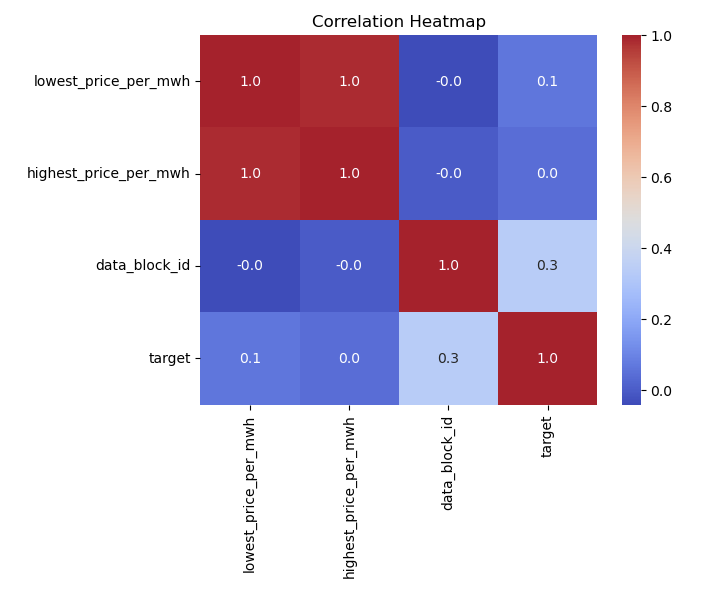 Correlation Heatmap
lowest_price_per_mwh 1.0 1.0 -0.0 0.1
highest_price_per_mwh 1.0 1.0 -0.0 0.0
data_block_id -0.0 -0.0 1.0 0.3
target 0.1 0.0 0.3 1.0
lowest_price_per_mwh
highest_price_per_mwh
data_block_id
target
1.0
0.8
0.6
0.4
0.2
0.0